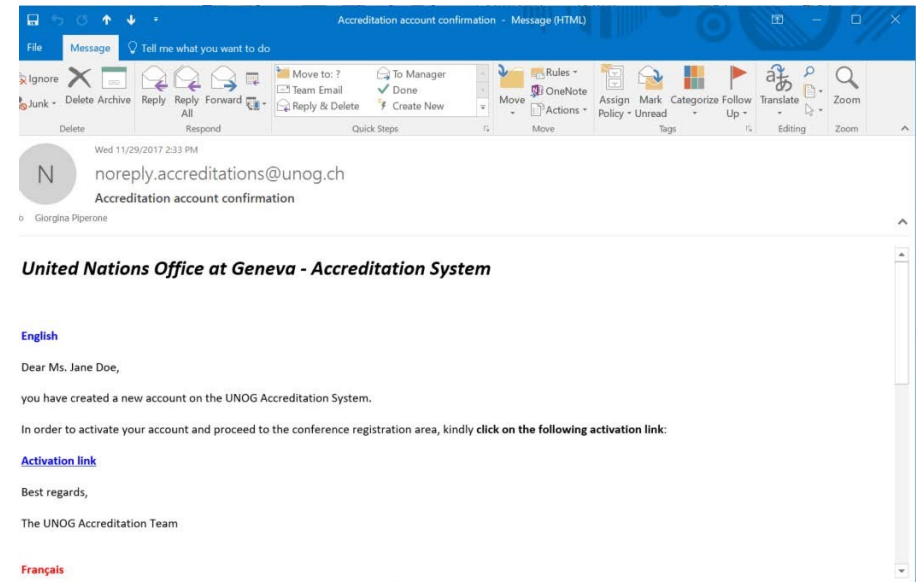 Accreditation account confirmation - Message (HTML)
File Message Tell me what you want to do
Ignore
Junk
Delete Archive
Reply Reply All Forward
Move to: ? To Manager
Team Email Done
Reply & Delete Create New
Move
Rules
OneNote
Actions
Assign Policy Mark Unread Categorize Follow Up
Translate
Zoom
Delete Respond Quick Steps Move Tags Editing Zoom
Wed 11/29/2017 2:33 PM
N
noreply.accreditations@unog.ch
Accreditation account confirmation
Giorgina Piperone
United Nations Office at Geneva - Accreditation System
English
Dear Ms. Jane Doe,
you have created a new account on the UNOG Accreditation System.
In order to activate your account and proceed to the conference registration area, kindly click on the following activation link:
Activation link
Best regards,
The UNOG Accreditation Team
Français